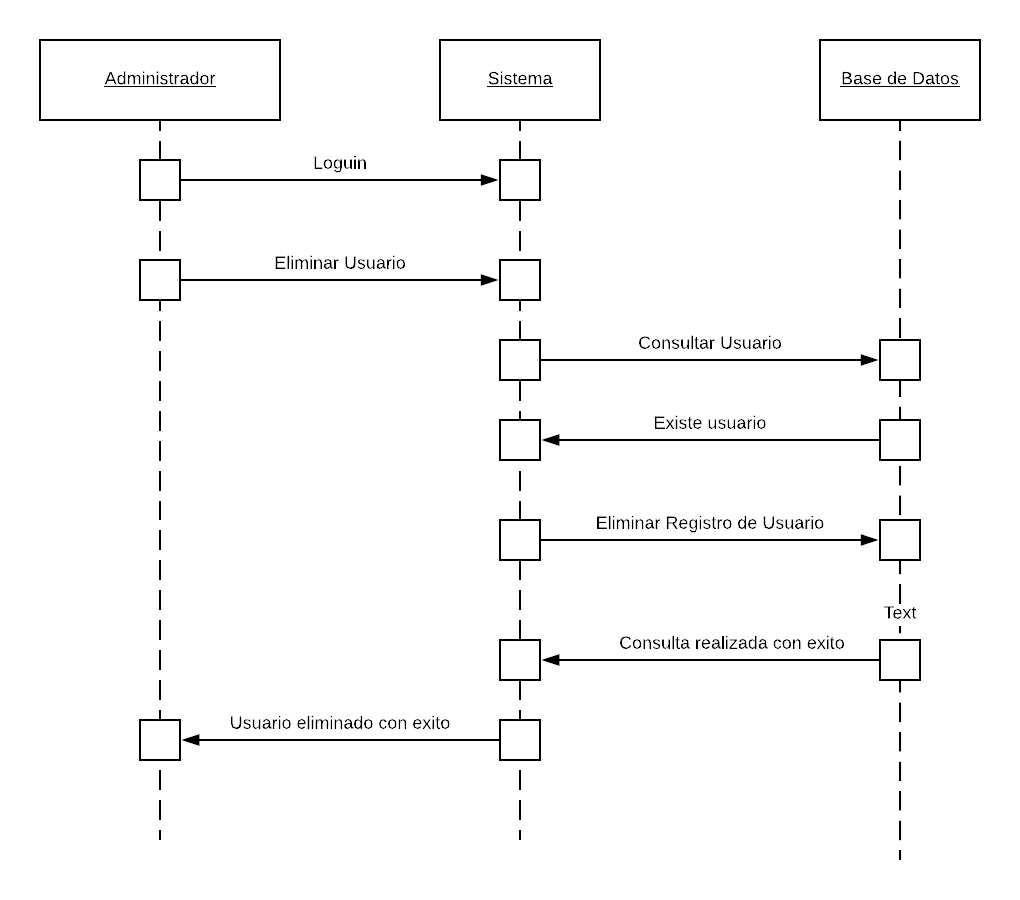 Administrador
Sistema
Base de Datos
Loguin
Eliminar Usuario
Consultar Usuario
Existe usuario
Eliminar Registro de Usuario
Text
Consulta realizada con exito
Usuario eliminado con exito